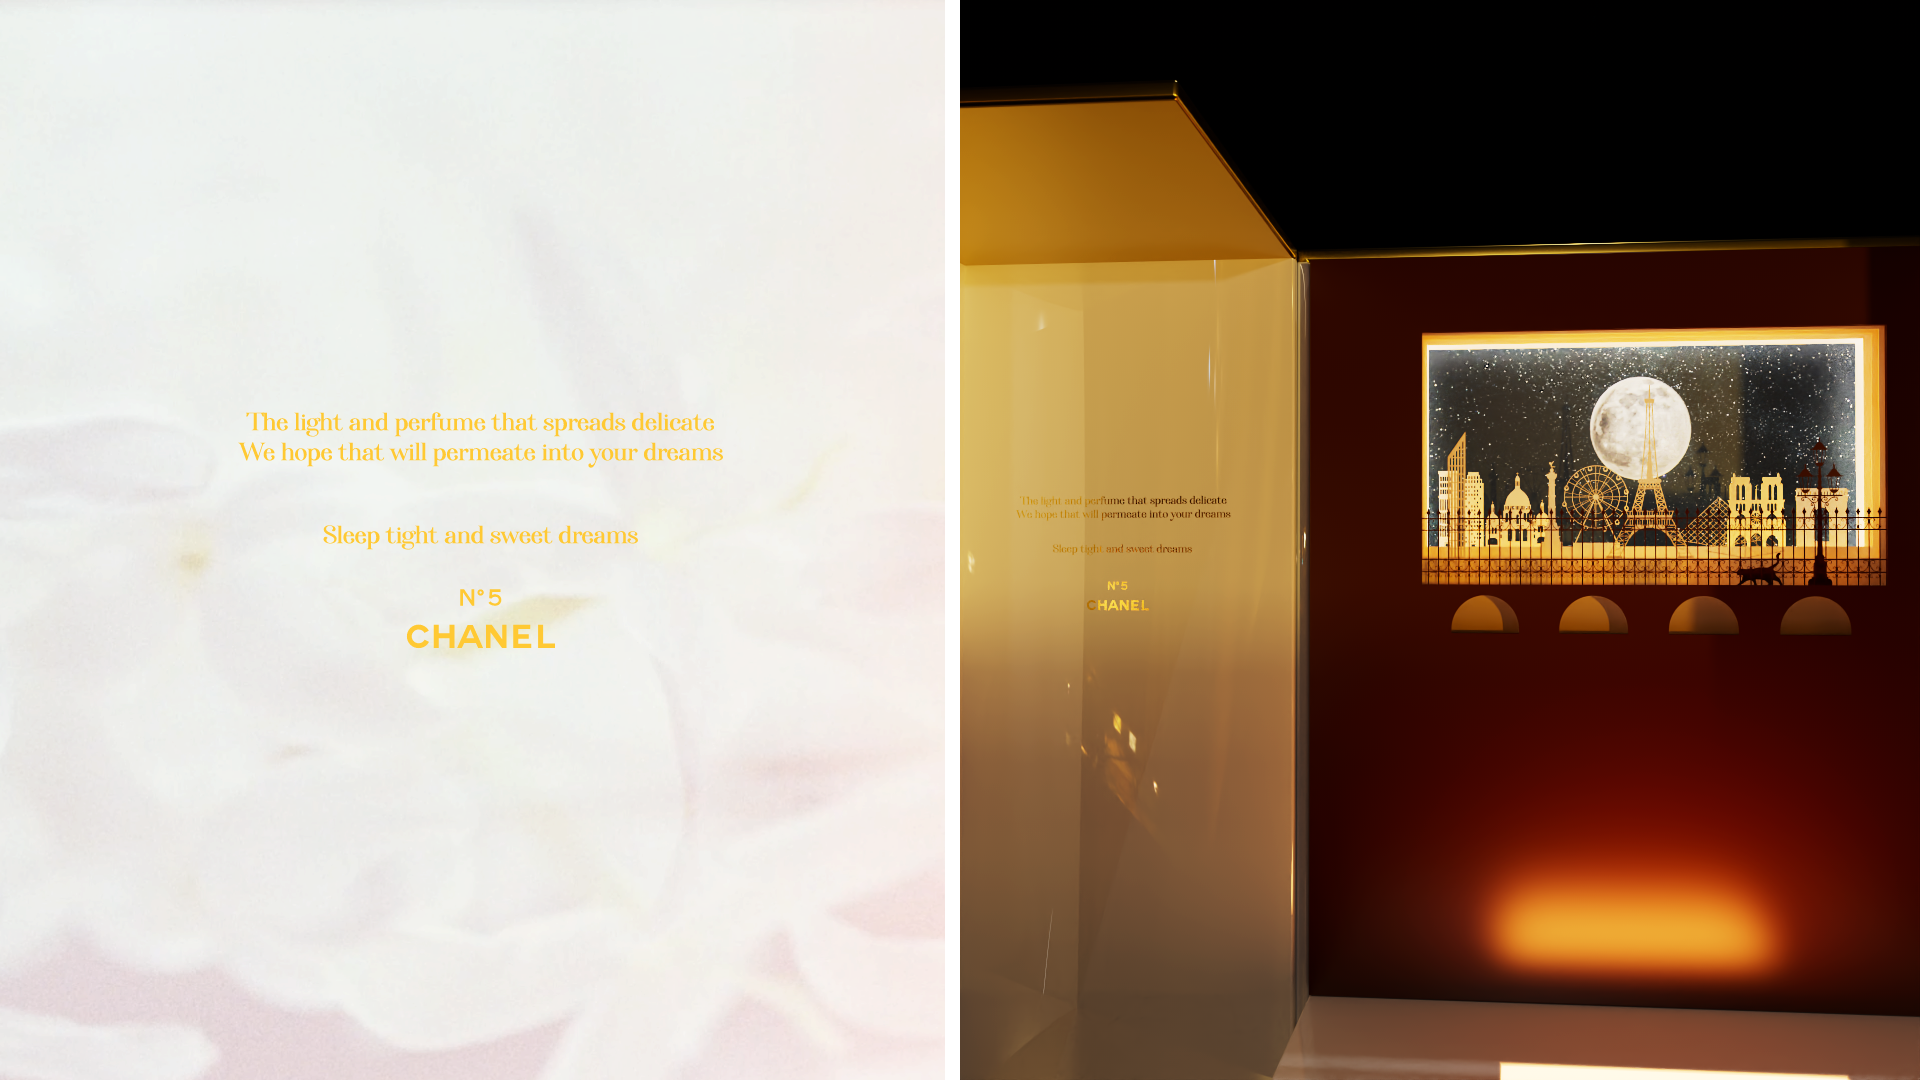 The light and perfume that spreads delicate
We hope that will permeate into your dreams
Sleep tight and sweet dreams
N°5
CHANEL
The light and perfume that spreads delicate
We hope that will permeate into your dreams
Sleep tight and sweet dreams
N°5
CHANEL